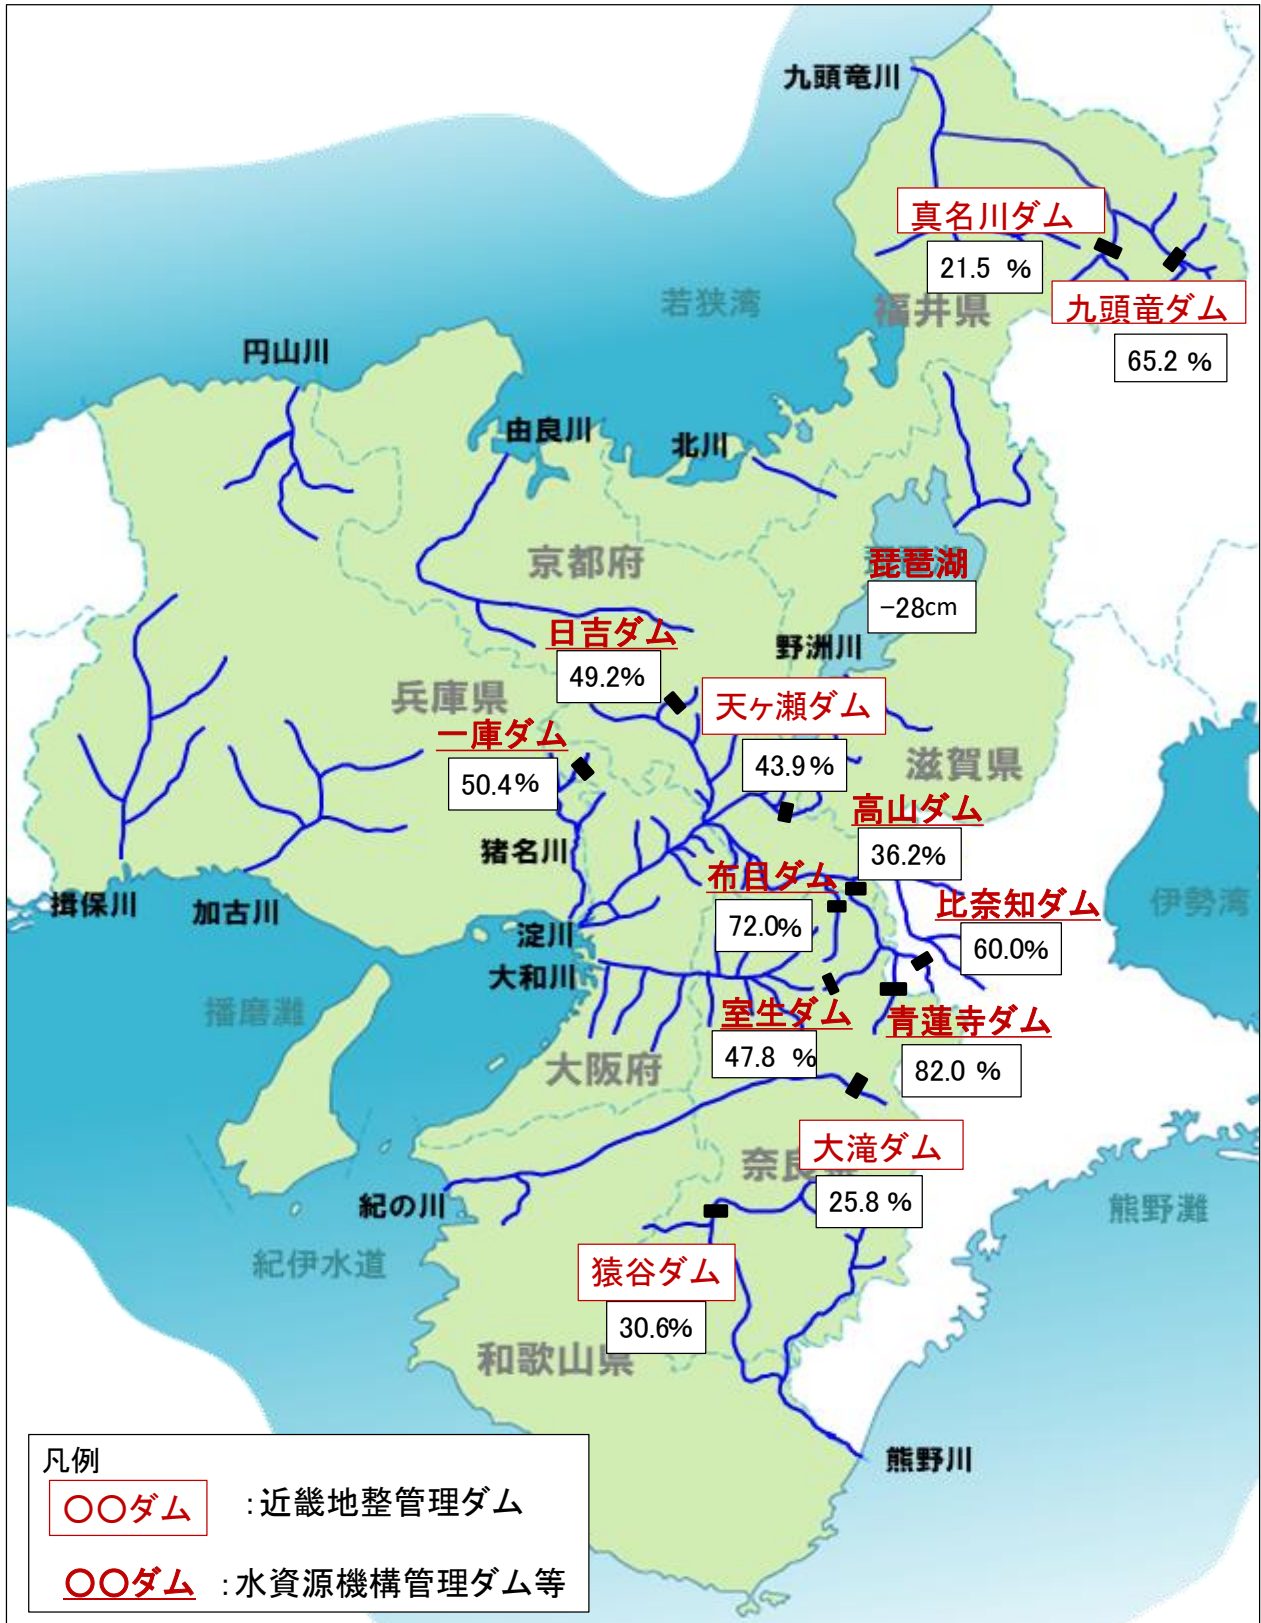 九頭竜川
真名川ダム
21.5 %
福井県
九頭竜ダム
65.2 %
若狭湾
円山川
由良川
北川
京都府
琵琶湖
-28cm
日吉ダム
49.2%
野洲川
兵庫県
天ヶ瀬ダム
43.9%
滋賀県
一庫ダム
50.4%
高山ダム
36.2%
猪名川
布目ダム
72.0%
比奈知ダム
60.0%
伊勢湾
揖保川
加古川
淀川
大和川
播磨灘
室生ダム
47.8 %
青蓮寺ダム
82.0 %
大阪府
大滝ダム
25.8 %
奈良県
紀の川
熊野灘
紀伊水道
猿谷ダム
30.6%
和歌山県
熊野川
凡例
〇〇ダム :近畿地整管理ダム
〇〇ダム :水資源機構管理ダム等